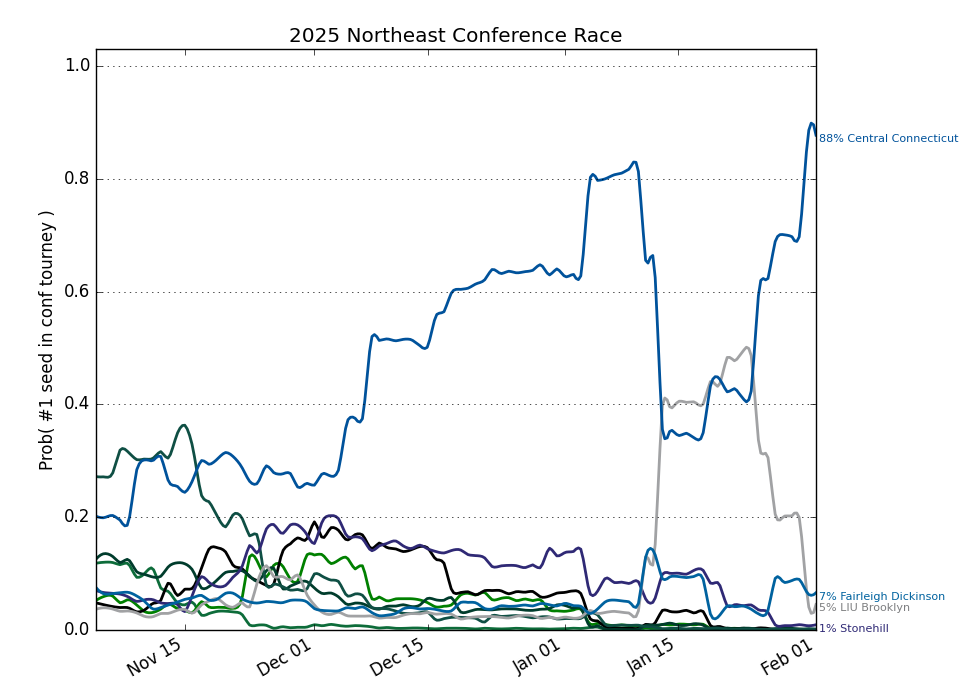 2025 Northeast Conference Race
Prob( #1 seed in conf tourney )
1.0
0.8
0.6
0.4
0.2
0.0
Nov 15
Dec 01
Dec 15
Jan 01
Jan 15
Feb 01
88% Central Connecticut
7% Fairleigh Dickinson
5% LIU Brooklyn
1% Stonehill